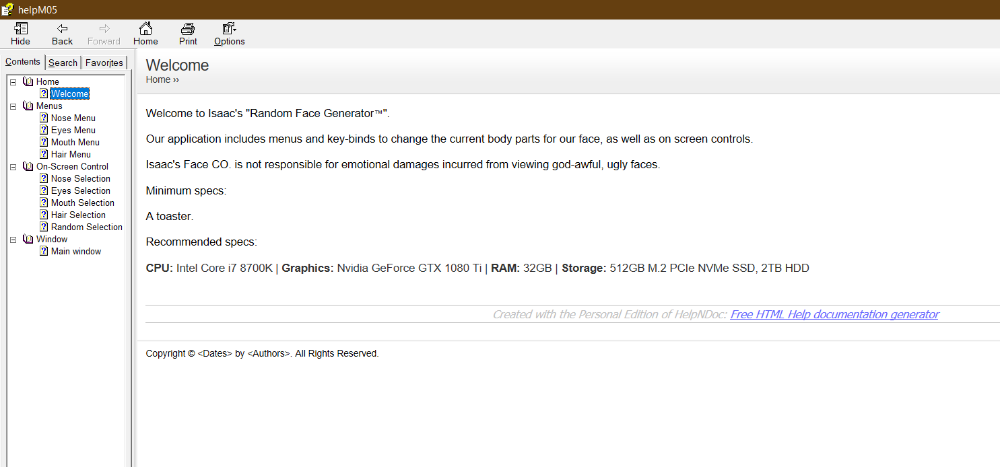 helpM05
Hide Back Forward Home Print Options
Contents Search Favorites
Home
Welcome
Menus
Nose Menu
Eyes Menu
Mouth Menu
Hair Menu
On-Screen Control
Nose Selection
Eyes Selection
Mouth Selection
Hair Selection
Random Selection
Window
Main window
Welcome
Home ››
Welcome to Isaac's "Random Face Generator™".
Our application includes menus and key-binds to change the current body parts for our face, as well as on screen controls.
Isaac's Face CO. is not responsible for emotional damages incurred from viewing god-awful, ugly faces.
Minimum specs:
A toaster.
Recommended specs:
CPU: Intel Core i7 8700K | Graphics: Nvidia GeForce GTX 1080 Ti | RAM: 32GB | Storage: 512GB M.2 PCIe NVMe SSD, 2TB HDD
Created with the Personal Edition of HelpNDoc: Free HTML Help documentation generator
Copyright © <Dates> by <Authors>. All Rights Reserved.